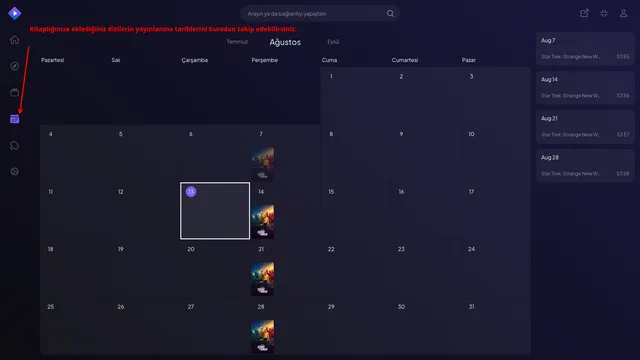 Arayın ya da bağlantıyı yapıştırın
Kitaplığınıza eklediğiniz dizilerin yayınlanma tarihlerini buradan takip edebilirsiniz.
Temmuz Ağustos Eylül
Pazartesi Salı Çarşamba Perşembe Cuma Cumartesi Pazar
1 2 3
4 5 6 7 8 9 10
11 12 13 14 15 16 17
18 19 20 21 22 23 24
25 26 27 28 29 30 31
Aug 7
Star Trek: Strange New W... S3 E5
Aug 14
Star Trek: Strange New W... S3 E6
Aug 21
Star Trek: Strange New W... S3 E7
Aug 28
Star Trek: Strange New W... S3 E8